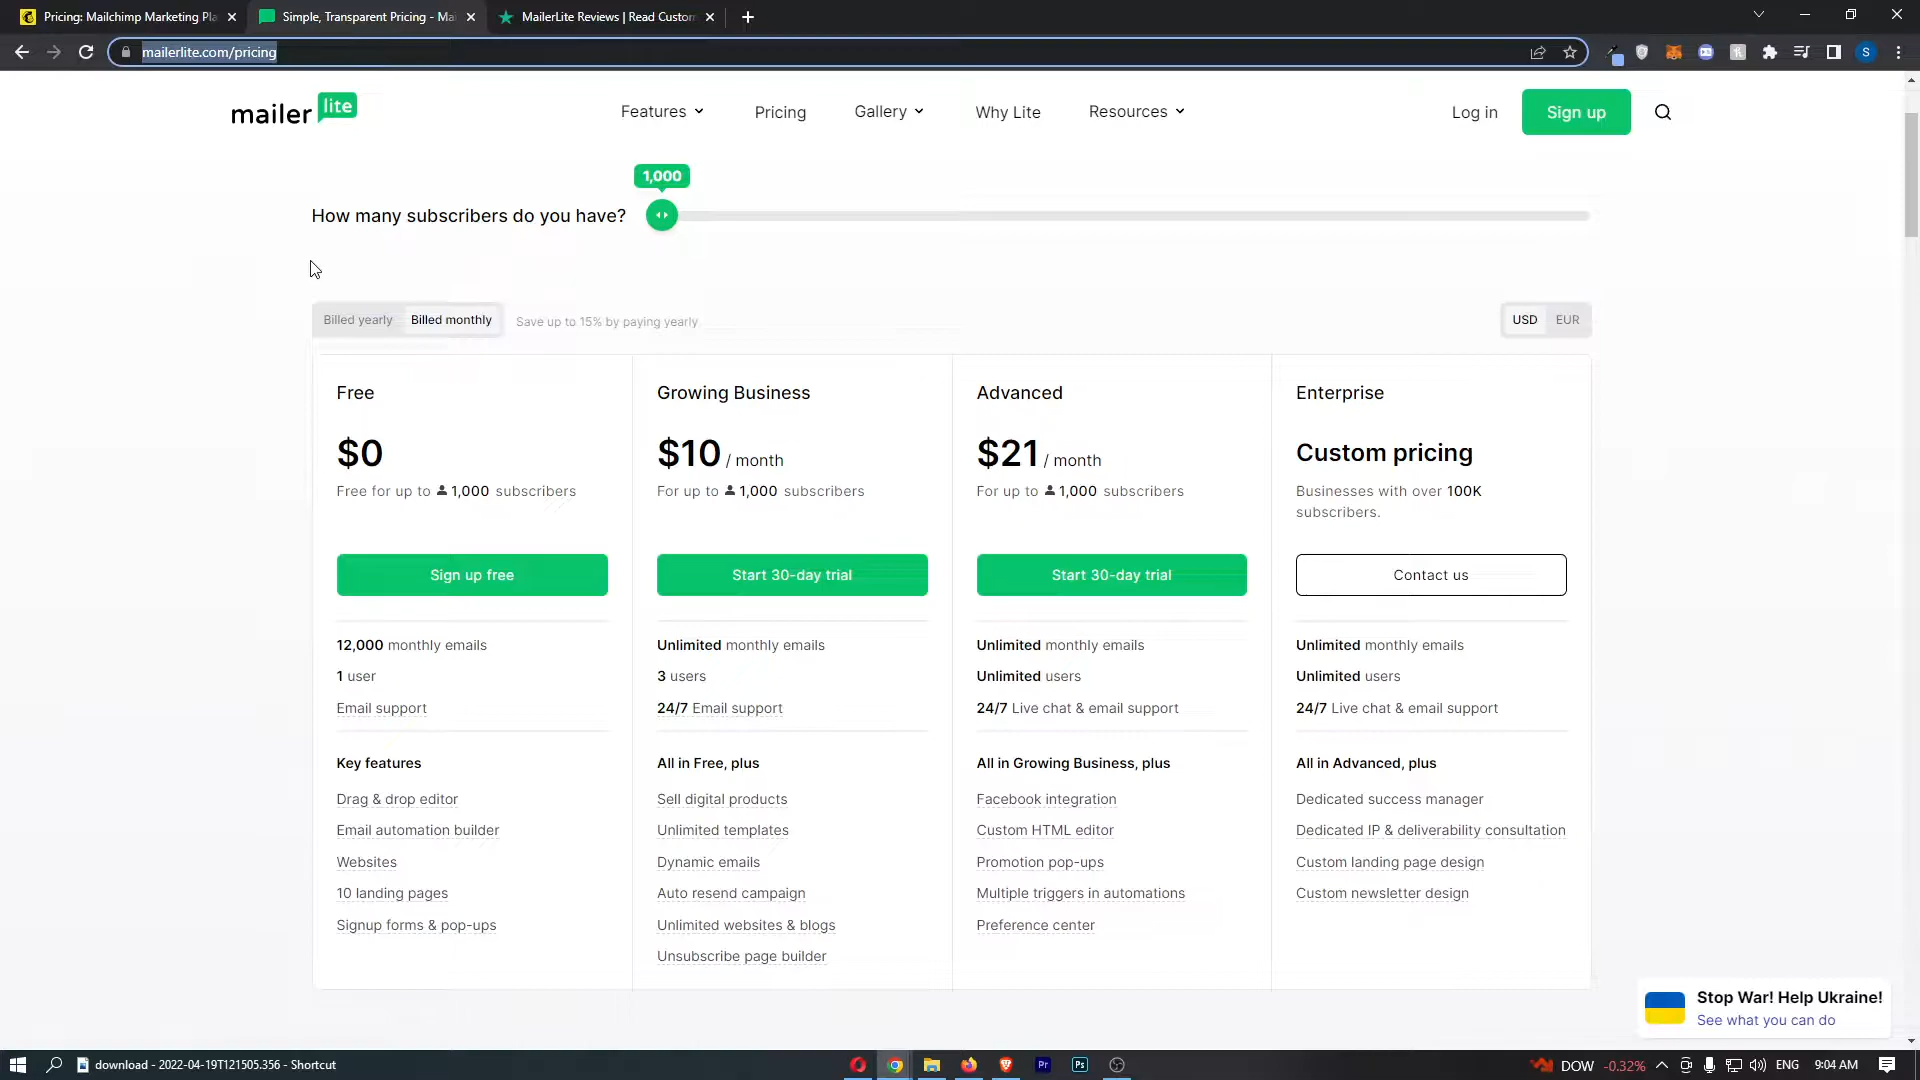 Pricing: Mailchimp Marketing Pla
Simple, Transparent Pricing - Mai
MailerLite Reviews | Read Custom
mailerlite.com/pricing
S
mailer lite
Features
Pricing
Gallery
Why Lite
Resources
Log in
Sign up
1,000
How many subscribers do you have?
Billed yearly
Billed monthly
Save up to 15% by paying yearly
USD
EUR
Free
$0
Free for up to 1,000 subscribers
Sign up free
12,000 monthly emails
1 user
Email support
Key features
Drag & drop editor
Email automation builder
Websites
10 landing pages
Signup forms & pop-ups
Growing Business
$10 / month
For up to 1,000 subscribers
Start 30-day trial
Unlimited monthly emails
3 users
24/7 Email support
All in Free, plus
Sell digital products
Unlimited templates
Dynamic emails
Auto resend campaign
Unlimited websites & blogs
Unsubscribe page builder
Advanced
$21 / month
For up to 1,000 subscribers
Start 30-day trial
Unlimited monthly emails
Unlimited users
24/7 Live chat & email support
All in Growing Business, plus
Facebook integration
Custom HTML editor
Promotion pop-ups
Multiple triggers in automations
Preference center
Enterprise
Custom pricing
Businesses with over 100K
subscribers.
Contact us
Unlimited monthly emails
Unlimited users
24/7 Live chat & email support
All in Advanced, plus
Dedicated success manager
Dedicated IP & deliverability consultation
Custom landing page design
Custom newsletter design
Stop War! Help Ukraine!
See what you can do
download - 2022-04-19T121505.356 - Shortcut
Pr
Ps
DOW -0.32%
ENG
9:04 AM